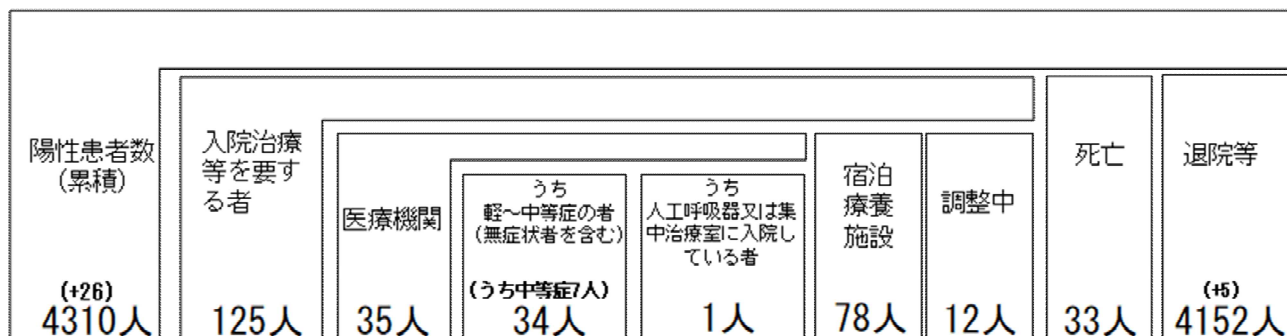 陽性患者数
(累積)
(+26)
4310人
入院治療
等を要す
る者
125人
医療機関
35人
うち
軽～中等症の者
(無症状者を含む)
(うち中等症7人)
34人
うち
人工呼吸器又は集
中治療室に入院し
ている者
1人
宿泊
療養
施設
78人
調整中
12人
死亡
33人
退院等
(+5)
4152人